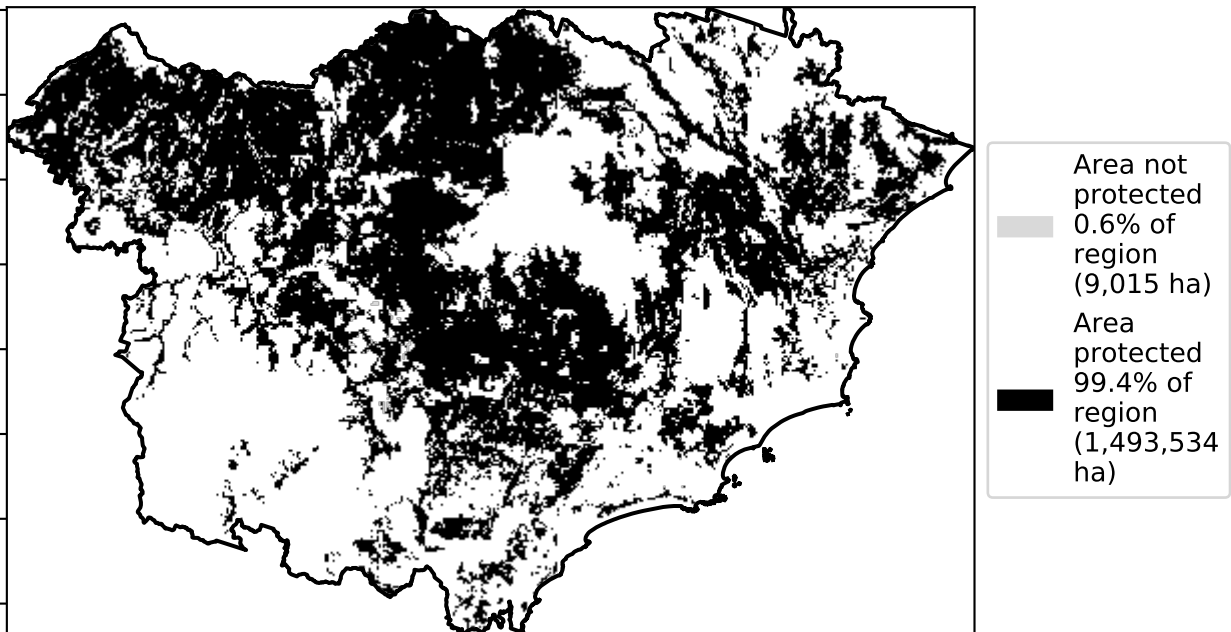 Area not
protected
0.6% of
region
(9,015 ha)
Area
protected
99.4% of
region
(1,493,534
ha)